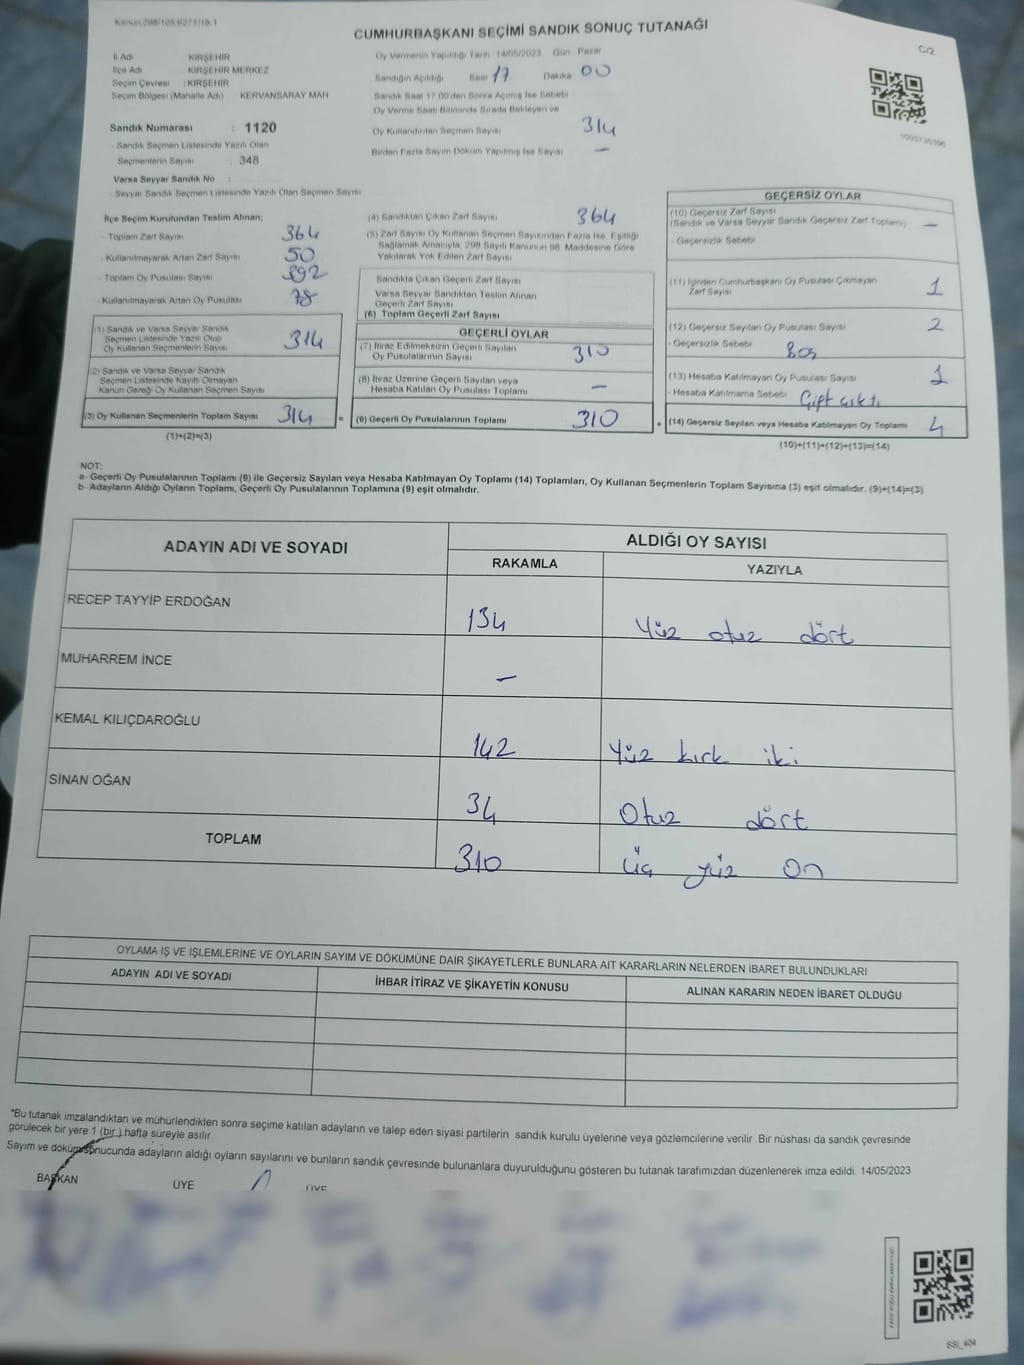 Kanun:298/105;6271/18-1
CUMHURBAŞKANI SEÇİMİ SANDIK SONUÇ TUTANAĞI
C/2
İl Adı KIRŞEHİR
İlçe Adı KIRŞEHİR MERKEZ
Seçim Çevresi : KIRŞEHİR
Seçim Bölgesi (Mahalle Adı) KERVANSARAY MAH
Sandık Numarası : 1120
- Sandık Seçmen Listesinde Yazılı Olan
Seçmenlerin Sayısı : 348
Varsa Seyyar Sandık No :
- Seyyar Sandık Seçmen Listesinde Yazılı Olan Seçmen Sayısı
Oy Vermenin Yapıldığı Tarih 14/05/2023 Gün Pazar
Sandığın Açıldığı Saat 17 Dakika 00
Sandık Saat 17:00'den Sonra Açımış İse Sebebi
Oy Verme Saati Bitiminde Sırada Bekleyen ve
Oy Kullandırılan Seçmen Sayısı 314
Birden Fazla Sayım Döküm Yapılmış İse Sayısı –
İlçe Seçim Kurulundan Teslim Alınan;
- Toplam Zarf Sayısı 364
- Kullanılmayarak Artan Zarf Sayısı 50
- Toplam Oy Pusulası Sayısı 392
- Kullanılmayarak Artan Oy Pusulası 78
(1) Sandık ve Varsa Seyyar Sandık
Seçmen Listesinde Yazılı Olup
Oy Kullanan Seçmenlerin Sayısı 314
(2) Sandık ve Varsa Seyyar Sandık
Seçmen Listesinde Kayıtlı Olmayan
Kanun Gereği Oy Kullanan Seçmen Sayısı
(3) Oy Kullanan Seçmenlerin Toplam Sayısı 314 =
(1)+(2)=(3)
(4) Sandıktan Çıkan Zarf Sayısı 364
(5) Zarf Sayısı Oy Kullanan Seçmen Sayısından Fazla İse, Eşitliği
Sağlamak Amacıyla, 298 Sayılı Kanunun 98. Maddesine Göre
Yakılarak Yok Edilen Zarf Sayısı
Sandıkta Çıkan Geçerli Zarf Sayısı
Varsa Seyyar Sandıktan Teslim Alınan
Geçerli Zarf Sayısı
(6) Toplam Geçerli Zarf Sayısı
GEÇERLİ OYLAR
(7) İtiraz Edilmeksizin Geçerli Sayılan
Oy Pusulalarının Sayısı 310
(8) İtiraz Üzerine Geçerli Sayılan veya
Hesaba Katılan Oy Pusulası Toplamı –
(9) Geçerli Oy Pusulalarının Toplamı 310 +
GEÇERSİZ OYLAR
(10) Geçersiz Zarf Sayısı
(Sandık ve Varsa Seyyar Sandık Geçersiz Zarf Toplamı) –
- Geçersizlik Sebebi
(11) İçinden Cumhurbaşkanı Oy Pusulası Çıkmayan
Zarf Sayısı 1
(12) Geçersiz Sayılan Oy Pusulası Sayısı 2
- Geçersizlik Sebebi Boş
(13) Hesaba Katılmayan Oy Pusulası Sayısı 1
- Hesaba Katılmama Sebebi Çift çıktı
(14) Geçersiz Sayılan veya Hesaba Katılmayan Oy Toplamı 4
(10)+(11)+(12)+(13)=(14)
NOT:
a- Geçerli Oy Pusulalarının Toplamı (9) ile Geçersiz Sayılan veya Hesaba Katılmayan Oy Toplamı (14) Toplamları, Oy Kullanan Seçmenlerin Toplam Sayısına (3) eşit olmalıdır. (9)+(14)=(3)
b- Adayların Aldığı Oyların Toplamı, Geçerli Oy Pusulalarının Toplamına (9) eşit olmalıdır.
ADAYIN ADI VE SOYADI
ALDIĞI OY SAYISI
RAKAMLA YAZIYLA
RECEP TAYYİP ERDOĞAN 134 Yüz otuz dört
MUHARREM İNCE –
KEMAL KILIÇDAROĞLU 142 Yüz kırk iki
SİNAN OĞAN 34 Otuz dört
TOPLAM 310 üç yüz on
OYLAMA İŞ VE İŞLEMLERİNE VE OYLARIN SAYIM VE DÖKÜMÜNE DAİR ŞİKAYETLERLE BUNLARA AİT KARARLARIN NELERDEN İBARET BULUNDUKLARI
ADAYIN ADI VE SOYADI İHBAR İTİRAZ VE ŞİKAYETİN KONUSU ALINAN KARARIN NEDEN İBARET OLDUĞU
*Bu tutanak imzalandıktan ve mühürlendikten sonra seçime katılan adayların ve talep eden siyasi partilerin sandık kurulu üyelerine veya gözlemcilerine verilir. Bir nüshası da sandık çevresinde
görülecek bir yere 1 (bir ) hafta süreyle asılır.
Sayım ve döküm sonucunda adayların aldığı oyların sayılarını ve bunların sandık çevresinde bulunanlara duyurulduğunu gösteren bu tutanak tarafımızdan düzenlenerek imza edildi. 14/05/2023
BAŞKAN ÜYE ÜYE